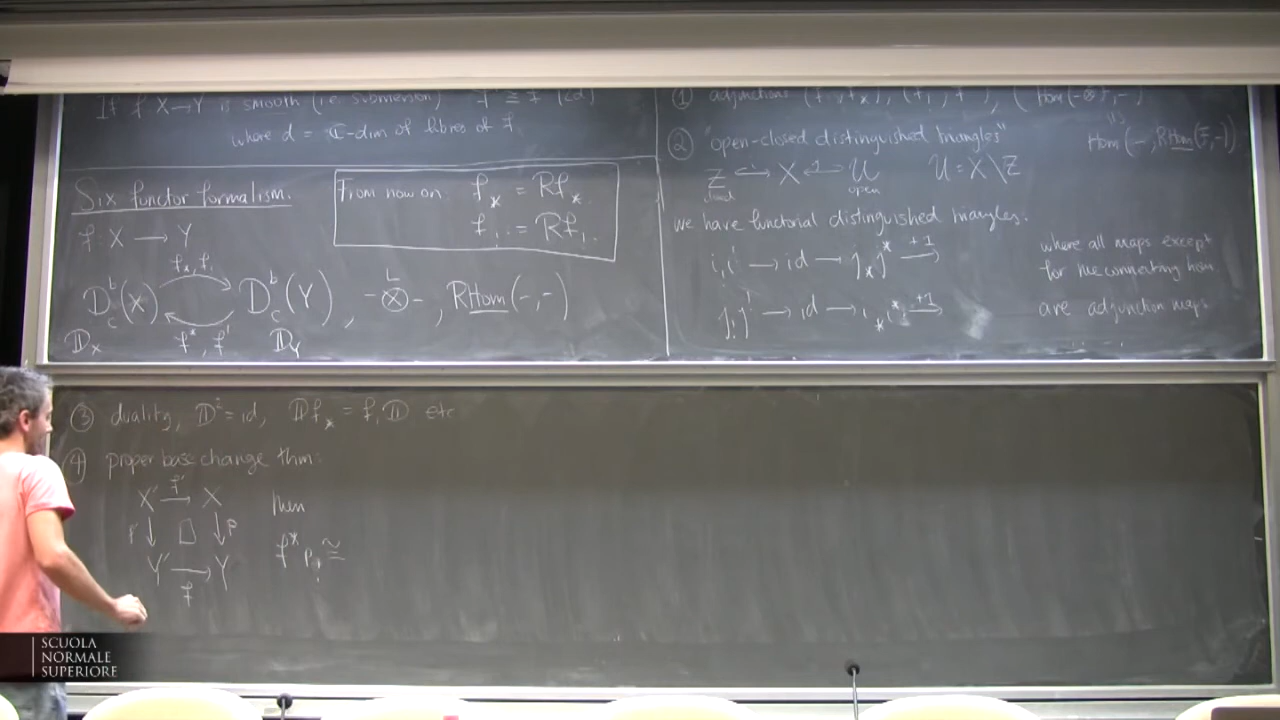 If f: X → Y is smooth (i.e. submersion) f^! ≅ f^* [2d]
where d = ℂ-dim of fibres of f
Six functor formalism.
From now on: f_* := Rf_*
f_! := Rf_!
f: X → Y
f_*, f_!
D^b_c(X) D^b_c(Y), - ⊗^L -, RHom(-,-)
f^*, f^!
𝔻_X 𝔻_Y
① adjunctions (f^*, f_*), (f_!, f^!), (Hom(-⊗F,-)
② "open-closed distinguished triangles"
Hom(-, RHom(F,-))
Z → X ← U U = X \ Z
closed open
we have functorial distinguished triangles.
i_! i^! → id → j_* j^* →^{+1}
j_! j^! → id → i_* i^* →^{+1}
where all maps except
for the connecting hom
are adjunction maps
③ duality, 𝔻² = id, 𝔻f_* = f_!𝔻 etc
④ proper base change thm:
X' →^{f'} X
p' ↓ □ ↓ p
Y' → Y
f
Then
f^* p_! ≅
SCUOLA
NORMALE
SUPERIORE